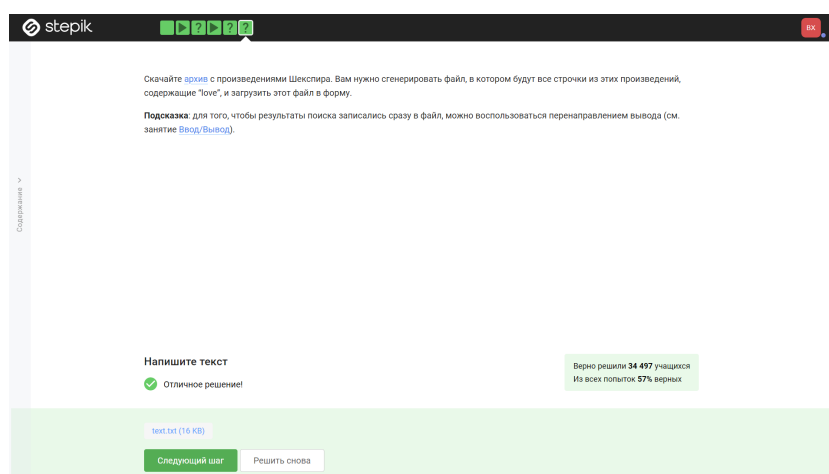 stepik
? ? ?
ВХ
Скачайте архив с произведениями Шекспира. Вам нужно сгенерировать файл, в котором будут все строчки из этих произведений,
содержащие "love", и загрузить этот файл в форму.
Подсказка: для того, чтобы результаты поиска записались сразу в файл, можно воспользоваться перенаправлением вывода (см.
занятие Ввод/Вывод).
Содержание
Напишите текст
Отличное решение!
Верно решили 34 497 учащихся
Из всех попыток 57% верных
text.txt (16 KB)
Следующий шаг Решить снова